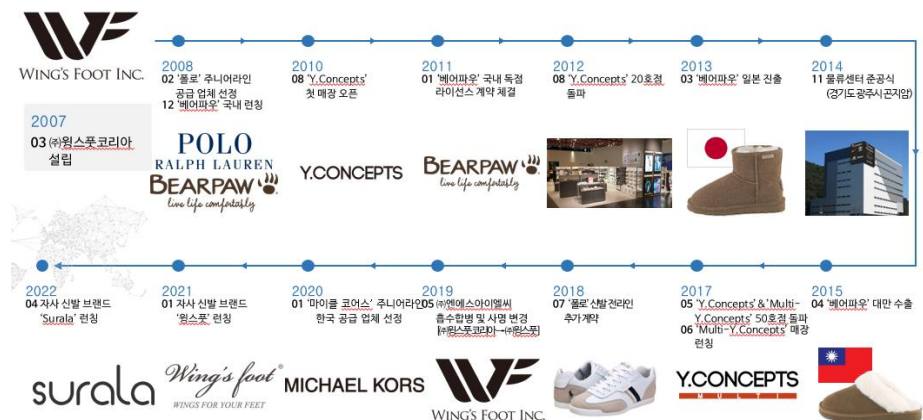 WING'S FOOT INC.
2007
03 ㈜윙스풋코리아
설립
2008
02 '폴로' 주니어라인
공급 업체 선정
12 '베어파우' 국내 런칭
POLO
RALPH LAUREN
BEARPAW
live life comfortably
2010
08 'Y.Concepts'
첫 매장 오픈
Y.CONCEPTS
2011
01 '베어파우' 국내 독점
라이선스 계약 체결
BEARPAW
live life comfortably
2012
08 'Y.Concepts' 20호점
돌파
2013
03 '베어파우' 일본 진출
2014
11 물류센터 준공식
(경기도광주시곤지암)
2015
04 '베어파우' 대만 수출
2017
05 'Y.Concepts'&'Multi-
Y.Concepts' 50호점 돌파
06 'Multi-Y.Concepts' 매장
런칭
Y.CONCEPTS
MULTI
2018
07 '폴로'신발전라인
추가계약
2019
05 ㈜엔에스아이엘씨
흡수합병 및 사명 변경
[㈜윙스풋코리아→㈜윙스풋]
WING'S FOOT INC.
2020
01 '마이클 코어스' 주니어라인
한국 공급 업체 선정
MICHAEL KORS
2021
01 자사 신발 브랜드
'윙스풋' 런칭
Wing's foot®
WINGS FOR YOUR FEET
2022
04 자사 신발 브랜드
'Surala' 런칭
surala